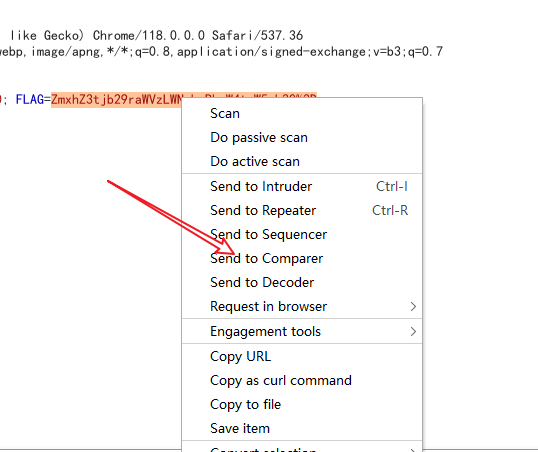 like Gecko) Chrome/118.0.0.0 Safari/537.36
ebp,image/apng,*/*;q=0.8,application/signed-exchange;v=b3;q=0.7
; FLAG=ZmxhZ3tjb29raWVzLWN
Scan
Do passive scan
Do active scan
Send to Intruder Ctrl-I
Send to Repeater Ctrl-R
Send to Sequencer
Send to Comparer
Send to Decoder
Request in browser
Engagement tools
Copy URL
Copy as curl command
Copy to file
Save item
Convert selection